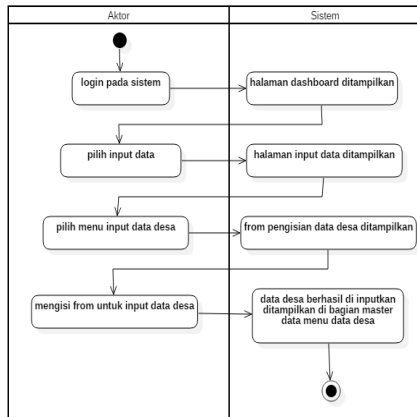 Aktor
Sistem
login pada sistem
halaman dashboard ditampilkan
pilih input data
halaman input data ditampilkan
pilih menu input data desa
from pengisian data desa ditampilkan
mengisi from untuk input data desa
data desa berhasil di inputkan
ditampilkan di bagian master
data menu data desa